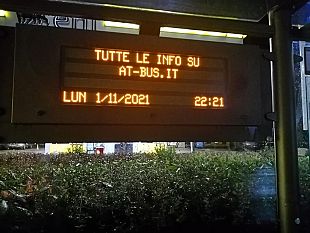 TUTTE LE INFO SU
AT-BUS.IT
LUN 1/11/2021 22:21